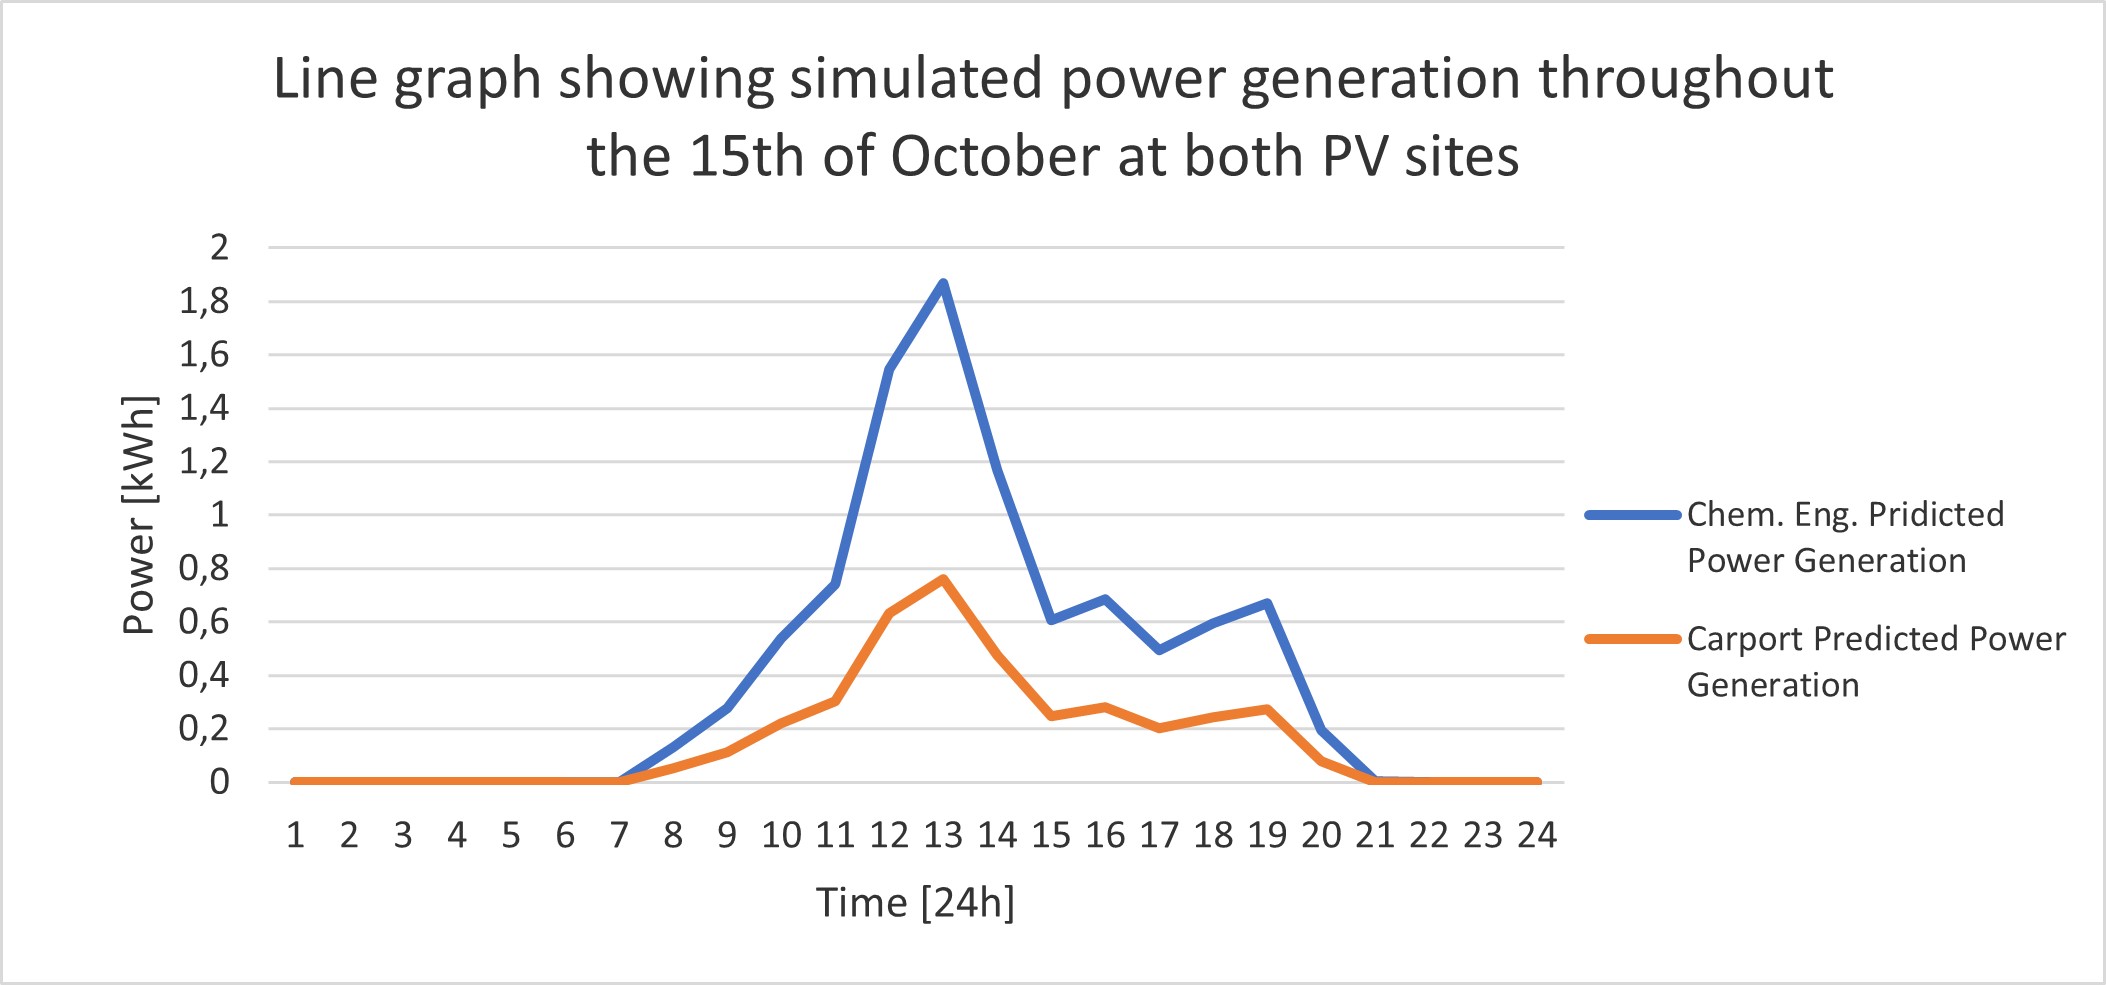 Line graph showing simulated power generation throughout
the 15th of October at both PV sites
2
1,8
1,6
1,4
1,2
1
0,8
0,6
0,4
0,2
0
Power [kWh]
1 2 3 4 5 6 7 8 9 10 11 12 13 14 15 16 17 18 19 20 21 22 23 24
Time [24h]
Chem. Eng. Pridicted
Power Generation
Carport Predicted Power
Generation